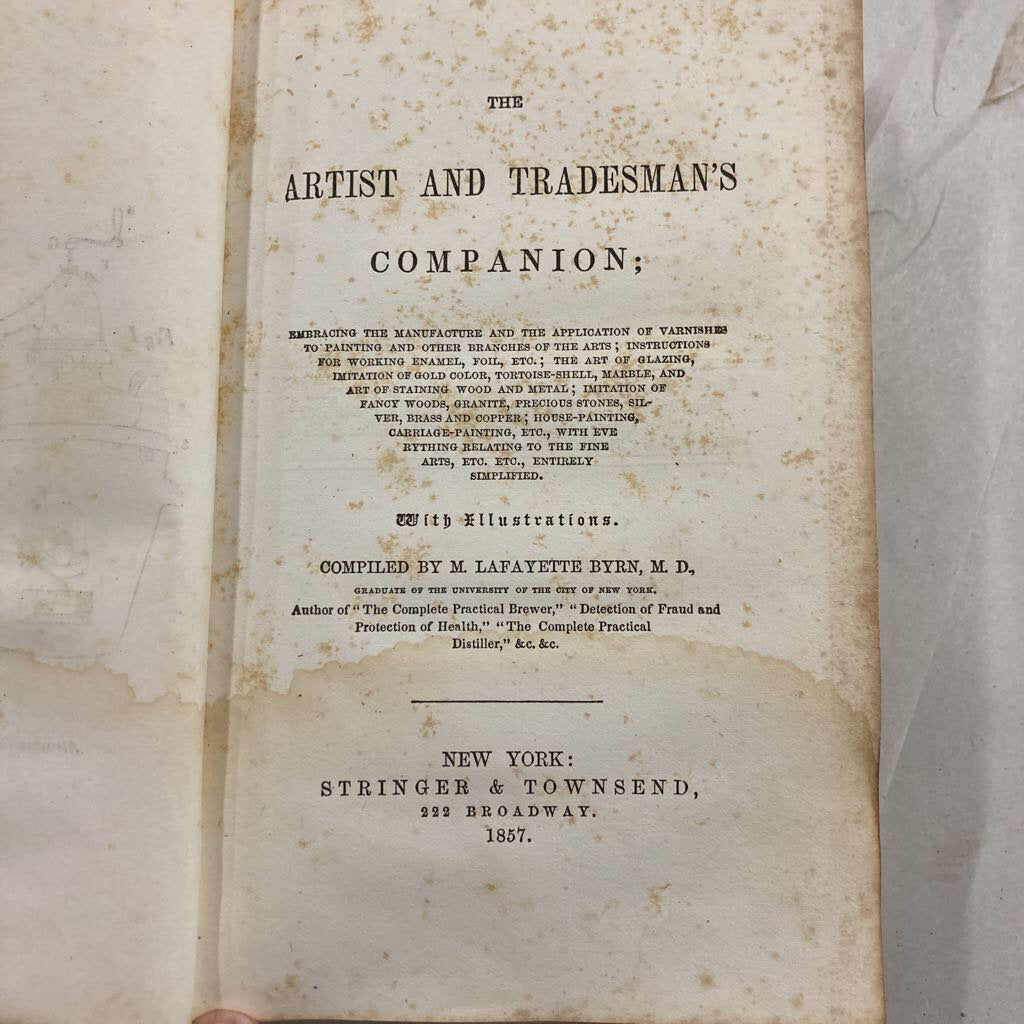 THE
ARTIST AND TRADESMAN'S
COMPANION;
EMBRACING THE MANUFACTURE AND THE APPLICATION OF VARNISHES
TO PAINTING AND OTHER BRANCHES OF THE ARTS; INSTRUCTIONS
FOR WORKING ENAMEL, FOIL, ETC.; THE ART OF GLAZING,
IMITATION OF GOLD COLOR, TORTOISE-SHELL, MARBLE, AND
ART OF STAINING WOOD AND METAL; IMITATION OF
FANCY WOODS, GRANITE, PRECIOUS STONES, SIL-
VER, BRASS AND COPPER; HOUSE-PAINTING,
CARRIAGE-PAINTING, ETC., WITH EVE
RYTHING RELATING TO THE FINE
ARTS, ETC. ETC., ENTIRELY
SIMPLIFIED.
With Illustrations.
COMPILED BY M. LAFAYETTE BYRN, M. D.,
GRADUATE OF THE UNIVERSITY OF THE CITY OF NEW YORK.
Author of "The Complete Practical Brewer," "Detection of Fraud and
Protection of Health," "The Complete Practical
Distiller," &c. &c.
NEW YORK:
STRINGER & TOWNSEND,
222 BROADWAY.
1857.